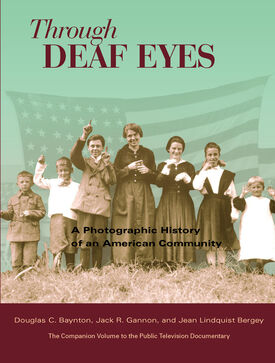 Through
DEAF EYES
A Photographic History
of an American Community
Douglas C. Baynton, Jack R. Gannon, and Jean Lindquist Bergey
The Companion Volume to the Public Television Documentary